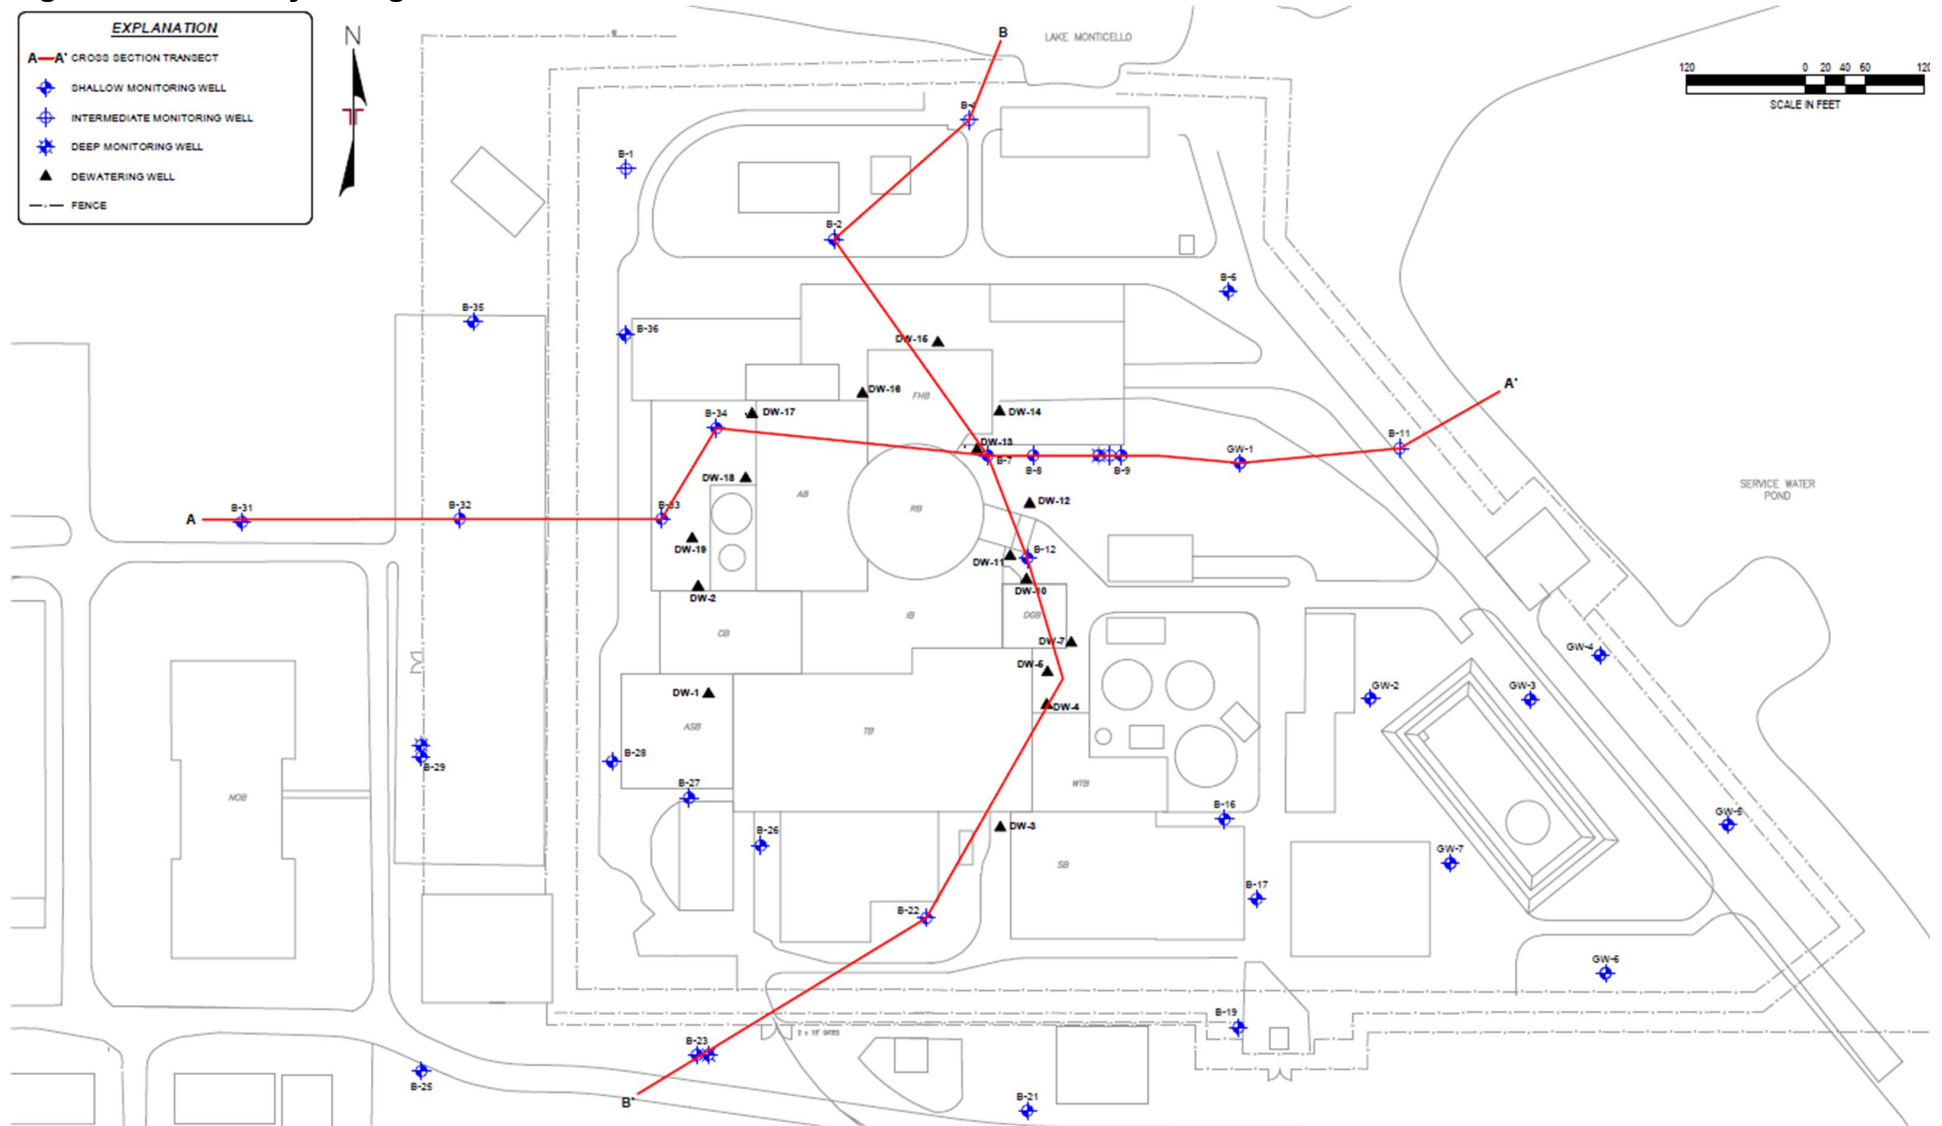 EXPLANATION
A A' CROSS SECTION TRANSECT
SHALLOW MONITORING WELL
INTERMEDIATE MONITORING WELL
DEEP MONITORING WELL
DEWATERING WELL
FENCE
N
B
LAKE MONTICELLO
120 0 20 40 60 120
SCALE IN FEET
B-1
B-2
B-6
B-35
B-36
DW-15
DW-16
FHB
A'
DW-17
B-34
DW-14
DW-13
B-7
B-8
B-9
GW-1
B-11
DW-18
AB
RB
DW-12
SERVICE WATER
POND
A
B-31
B-32
B-33
DW-19
DW-11
B-12
DW-2
DW-10
CB
IB
DGB
DW-7
GW-4
DW-5
DW-1
DW-4
GW-2
GW-3
ASB
TB
B-28
B-29
WTB
NOB
B-27
B-16
GW-5
B-26
DW-3
SB
GW-7
B-17
B-22
GW-6
B-19
2 x 15' GATES
B-23
B-25
B'
B-21